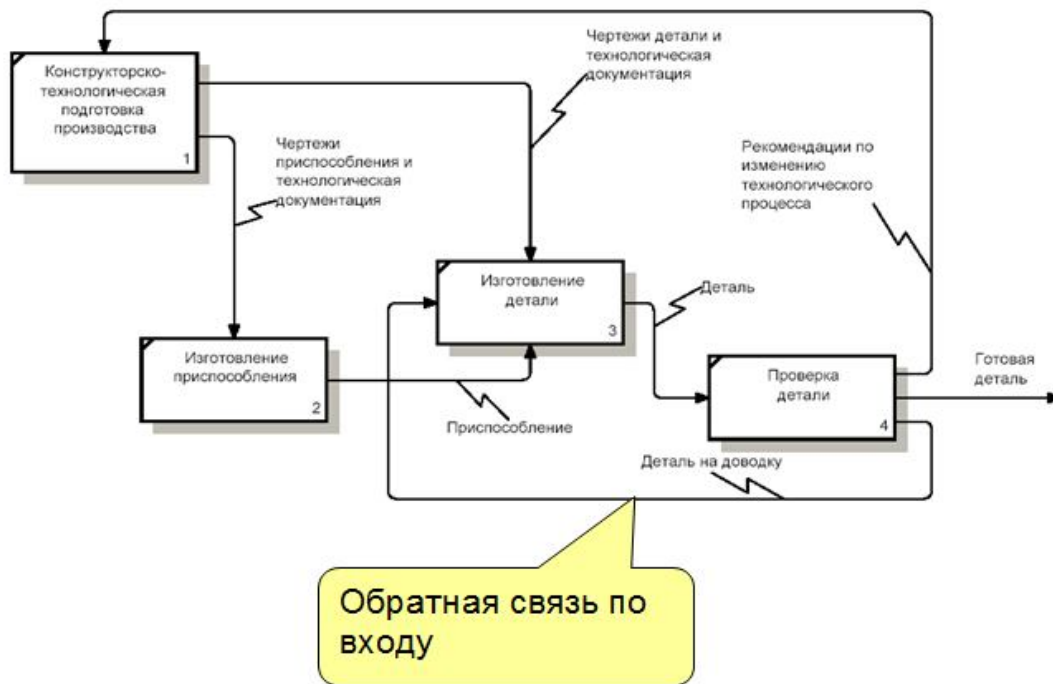 Конструкторско-
технологическая
подготовка
производства
1
Чертежи детали и
технологическая
документация
Чертежи
приспособления и
технологическая
документация
Рекомендации по
изменению
технологического
процесса
Изготовление
детали
3
Деталь
Изготовление
приспособления
2
Приспособление
Проверка
детали
4
Готовая
деталь
Деталь на доводку
Обратная связь по
входу